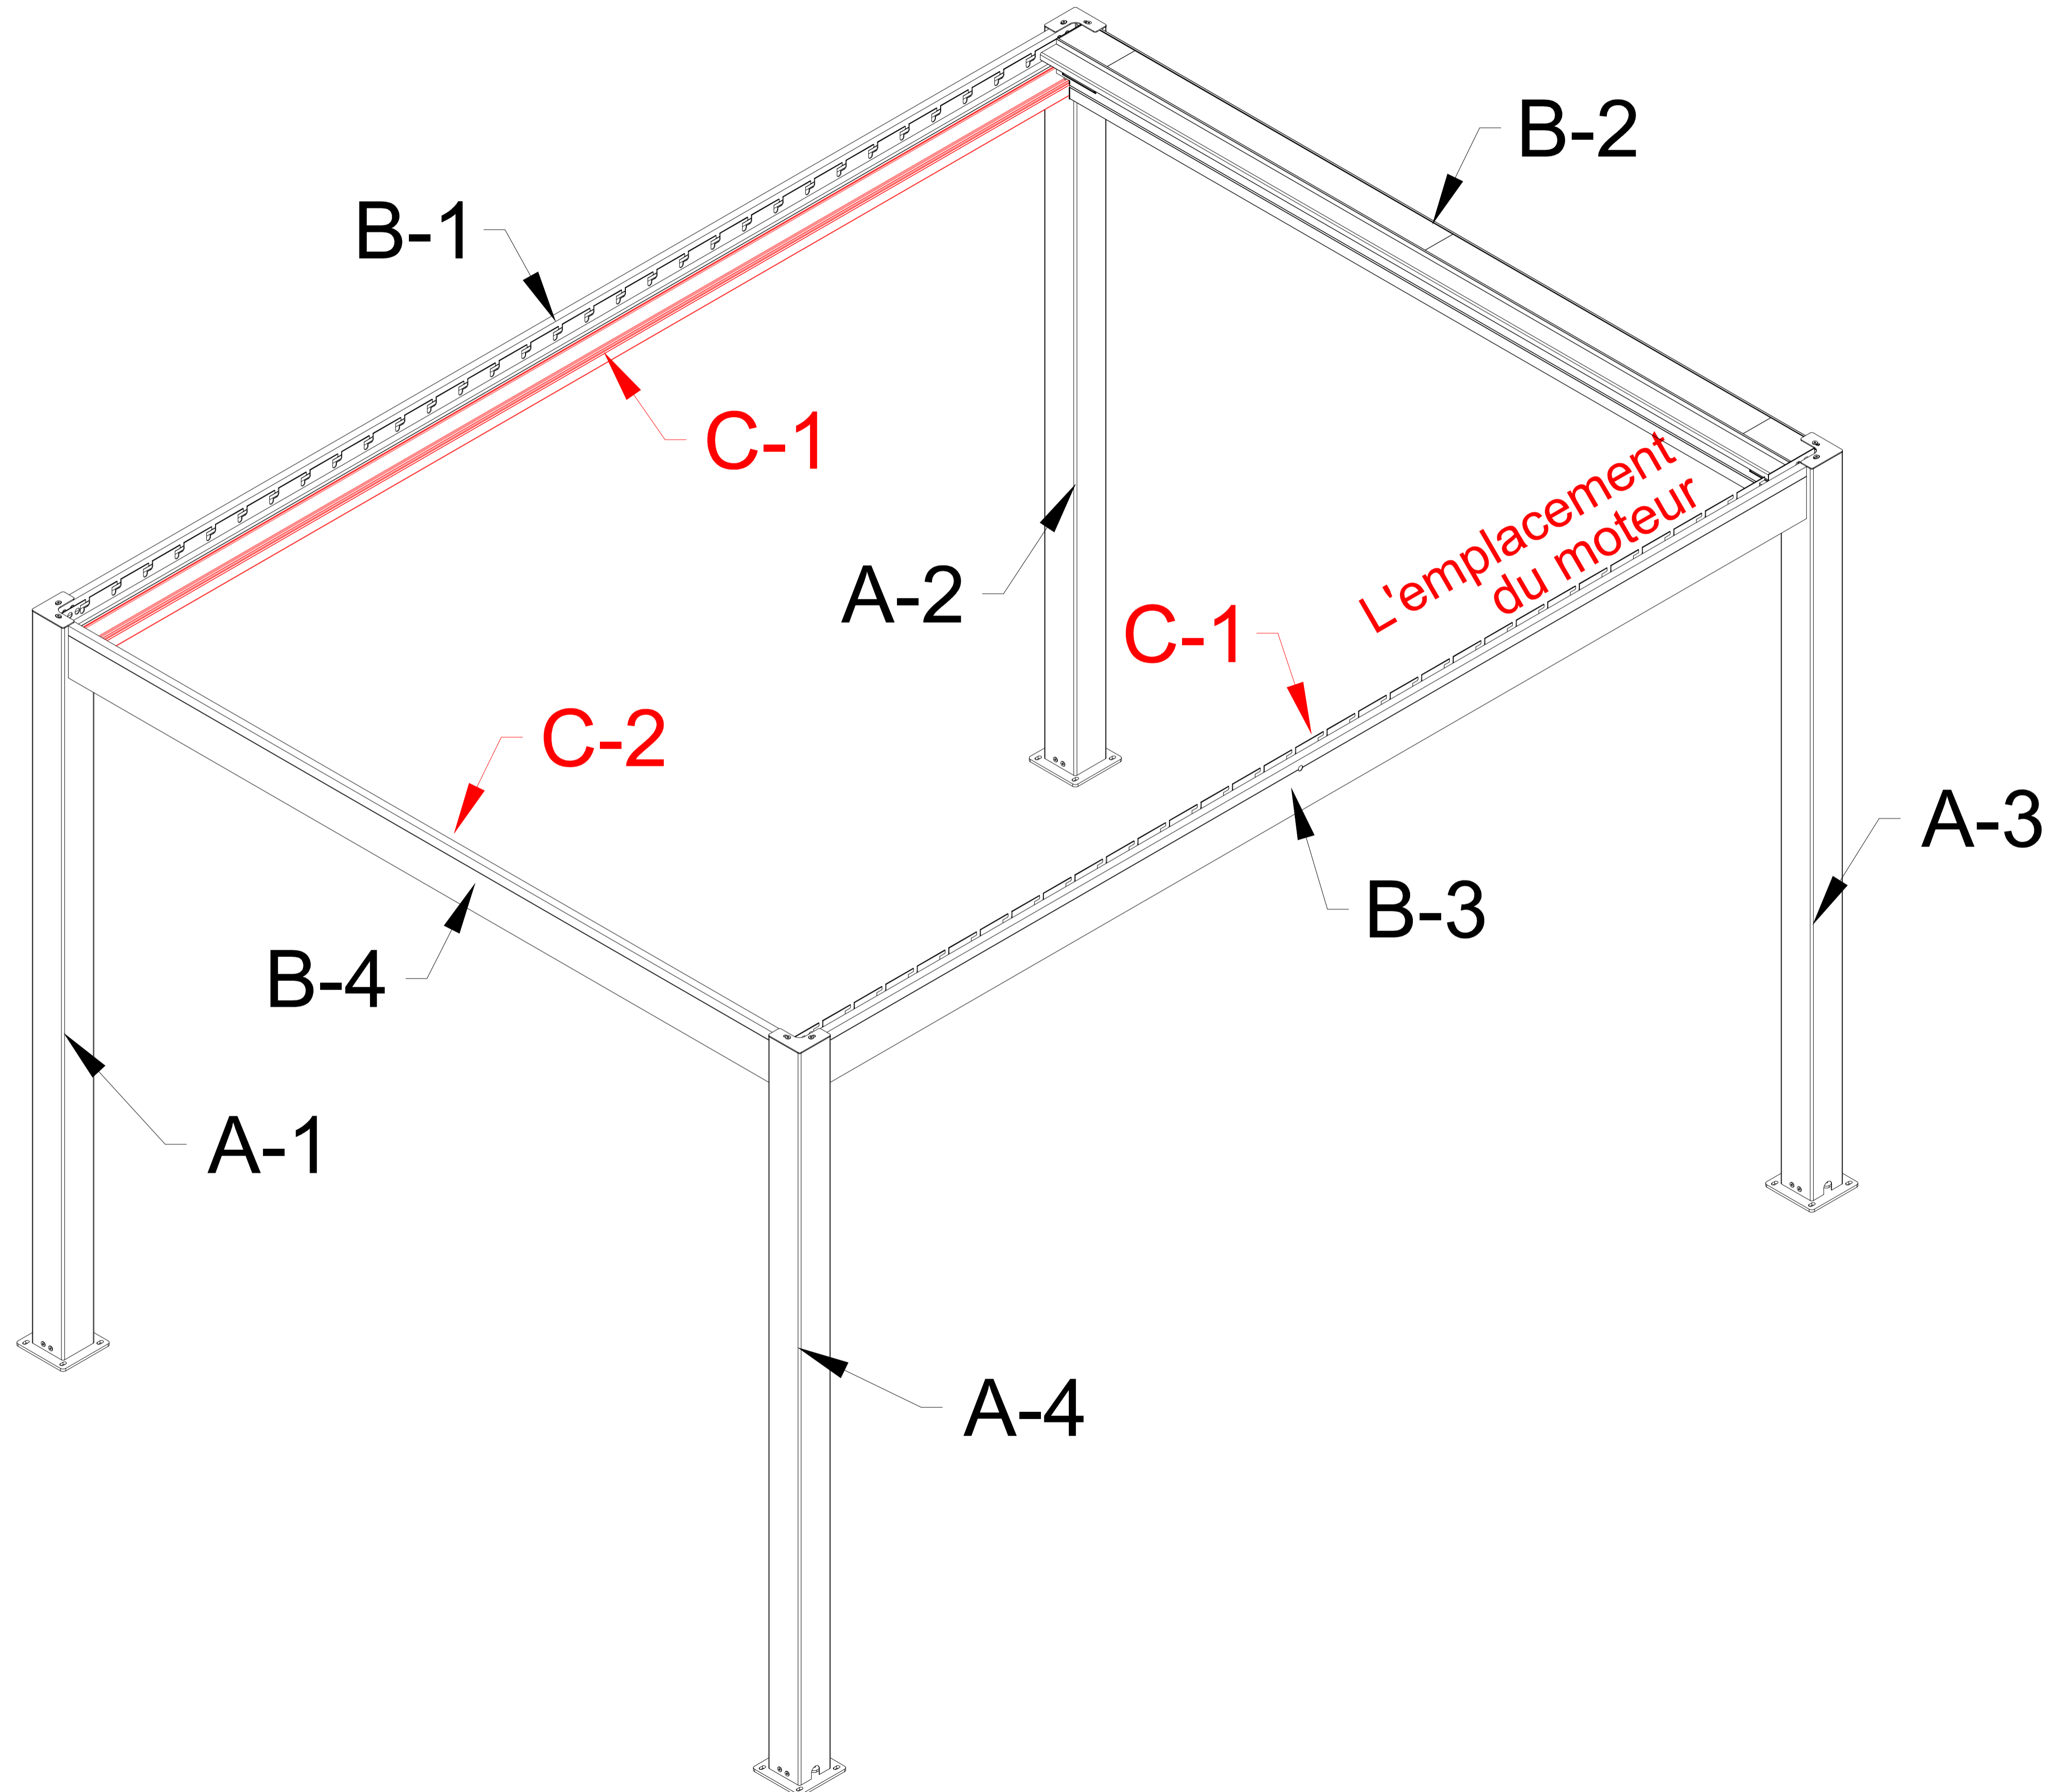 B-2
B-1
C-1
L'emplacement
du moteur
A-2
C-1
C-2
A-3
B-3
B-4
A-1
A-4